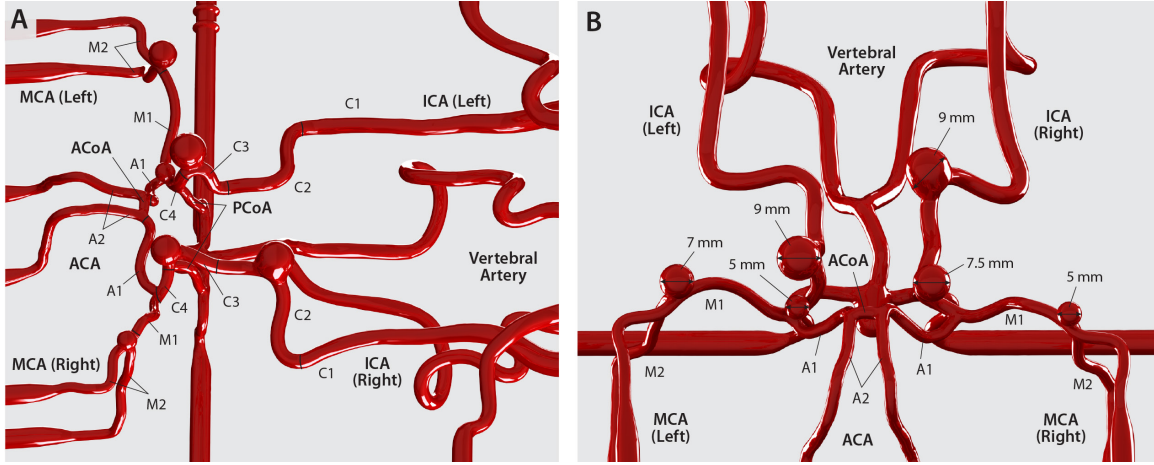 A
M2
MCA (Left)
M1
C1
ICA (Left)
ACoA
A1
C3
C2
C4
PCoA
A2
ACA
Vertebral
Artery
A1
C4
C3
C2
M1
MCA (Right)
C1
ICA
(Right)
M2
B
Vertebral
Artery
ICA
(Left)
ICA
(Right)
9 mm
9 mm
7 mm
ACoA
5 mm
7.5 mm
5 mm
M1
M1
M2
A1
A1
M2
A2
MCA
(Left)
ACA
MCA
(Right)